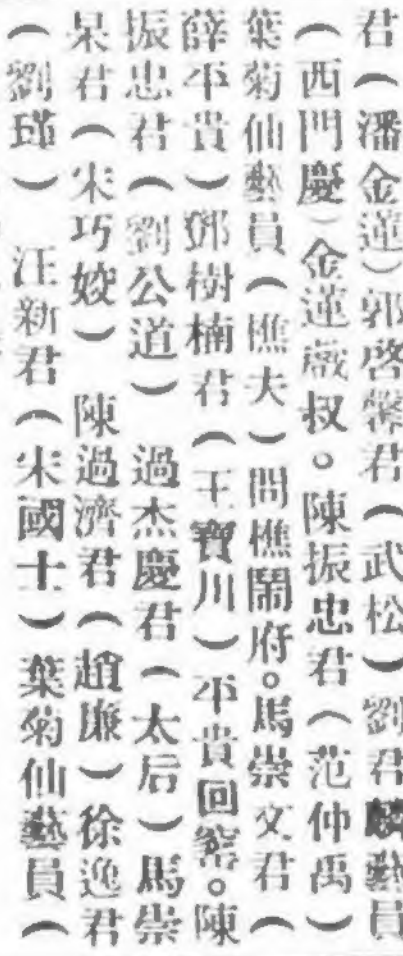 君（潘金蓮）郭啓馨君（武松）劉君麟藝員
（西門慶）金蓮戲叔。陳振忠君（范仲禹）
葉菊仙藝員（樵夫）問樵鬧府。馬崇文君（
薛平貴）鄧樹楠君（王寶川）平貴回窰。陳
振忠君（劉公道）過杰慶君（太后）馬崇
杲君（宋巧姣）陳過濟君（趙廉）徐逸君
（劉瑾）汪新君（宋國士）葉菊仙藝員（